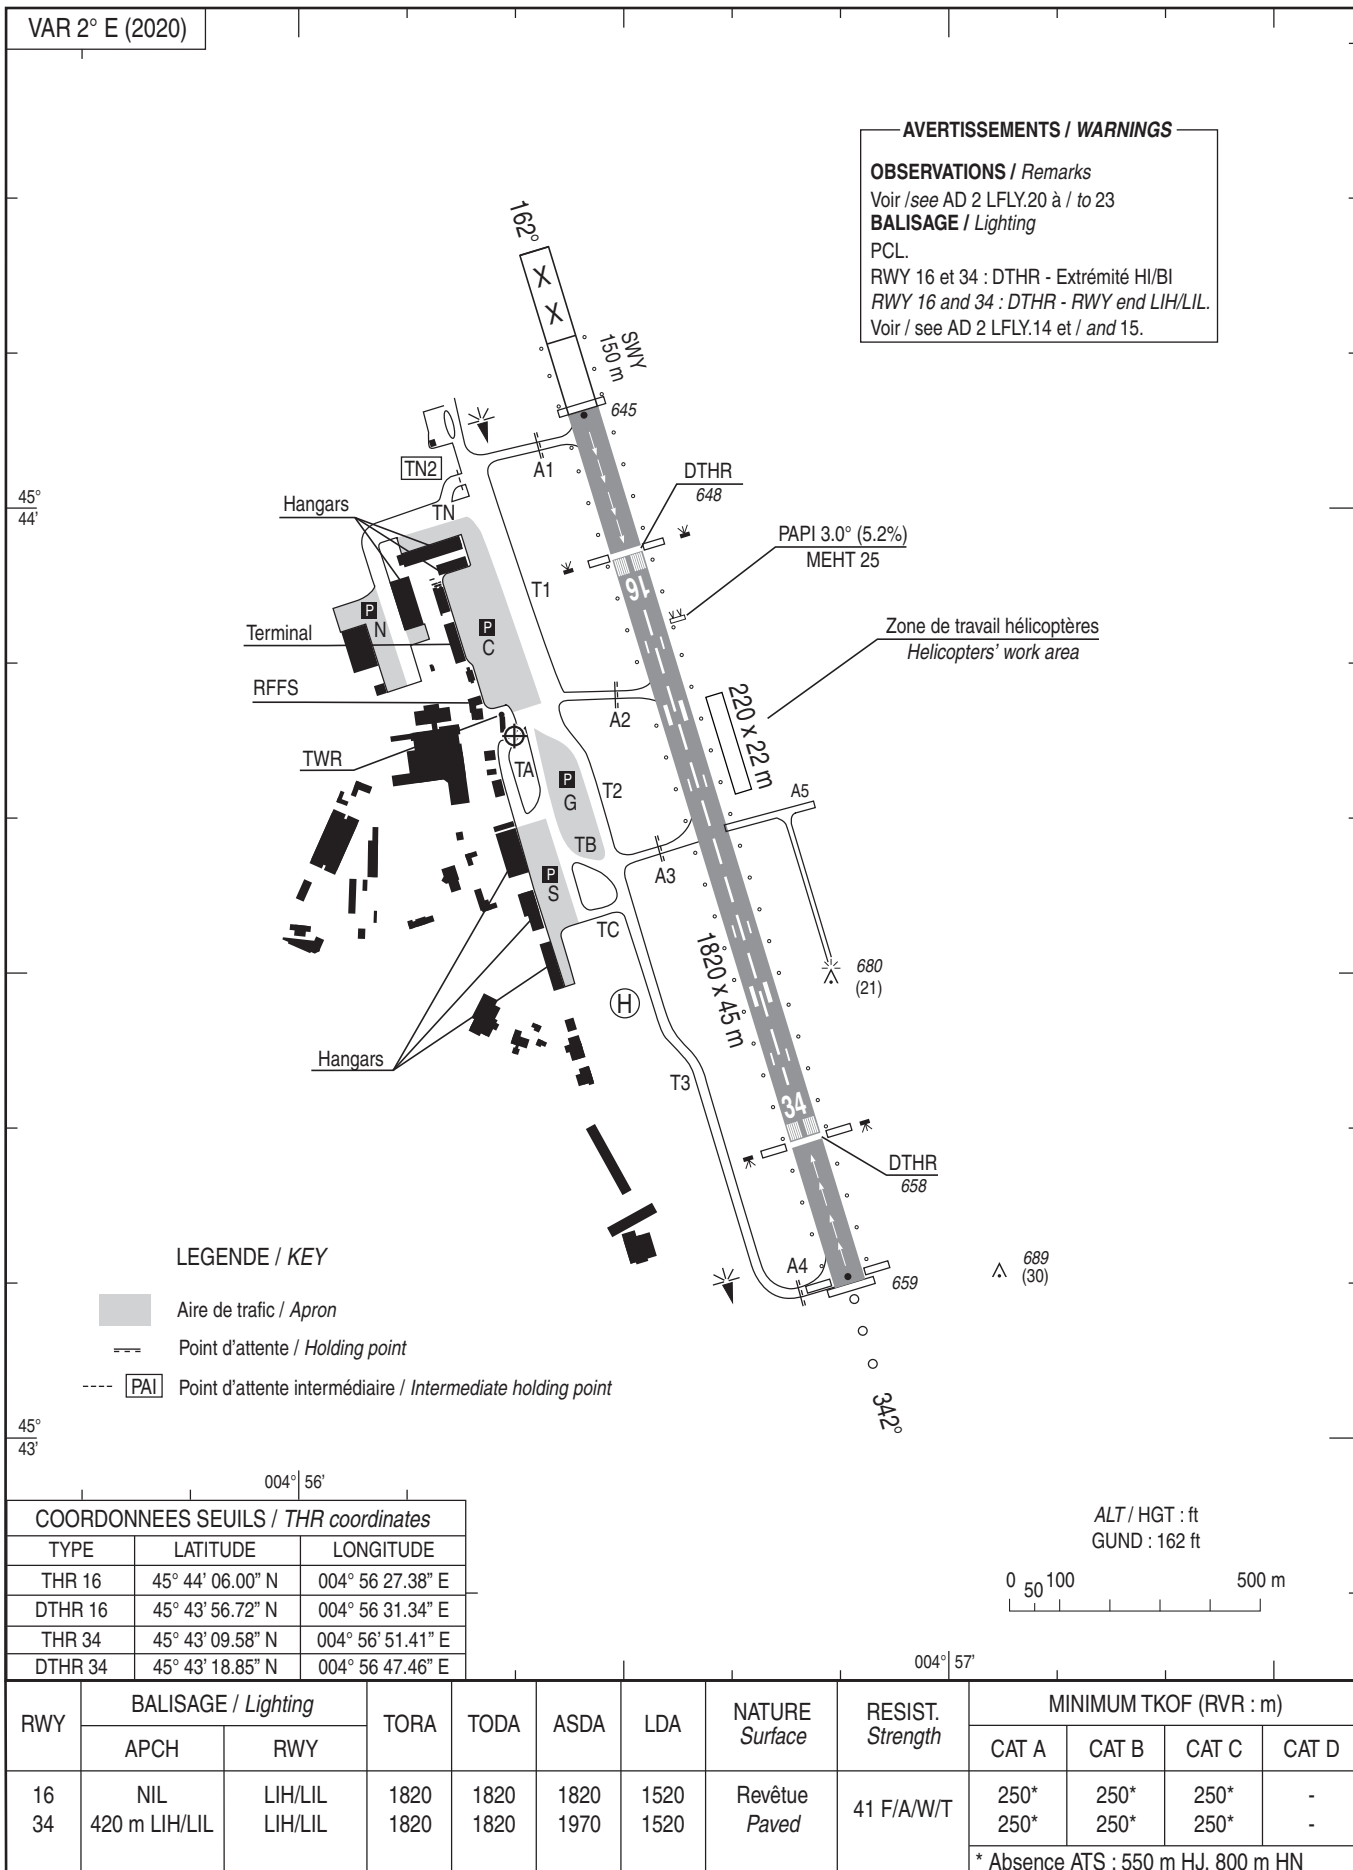 VAR 2° E (2020)
AVERTISSEMENTS / WARNINGS
OBSERVATIONS / Remarks
Voir /see AD 2 LFLY.20 à / to 23
BALISAGE / Lighting
PCL.
RWY 16 et 34 : DTHR - Extrémité HI/BI
RWY 16 and 34 : DTHR - RWY end LIH/LIL.
Voir / see AD 2 LFLY.14 et / and 15.
162°
X
X
SWY
150 m
645
A1
TN2
DTHR
648
45°
44'
Hangars
TN
PAPI 3.0° (5.2%)
MEHT 25
16
T1
P
N
P
C
Terminal
Zone de travail hélicoptères
Helicopters' work area
RFFS
A2
220 x 22 m
TWR
TA
P
G
T2
A5
TB
A3
P
S
TC
1820 x 45 m
680
(21)
H
Hangars
T3
34
DTHR
658
LEGENDE / KEY
A4
659
689
(30)
Aire de trafic / Apron
Point d'attente / Holding point
PAI Point d'attente intermédiaire / Intermediate holding point
342°
45°
43'
004° 56'
COORDONNEES SEUILS / THR coordinates
TYPE LATITUDE LONGITUDE
THR 16 45° 44' 06.00" N 004° 56 27.38" E
DTHR 16 45° 43' 56.72" N 004° 56 31.34" E
THR 34 45° 43' 09.58" N 004° 56' 51.41" E
DTHR 34 45° 43' 18.85" N 004° 56 47.46" E
ALT / HGT : ft
GUND : 162 ft
0 50 100 500 m
004° 57'
RWY BALISAGE / Lighting TORA TODA ASDA LDA NATURE RESIST. MINIMUM TKOF (RVR : m)
Surface Strength
APCH RWY CAT A CAT B CAT C CAT D
16 NIL LIH/LIL 1820 1820 1820 1520 Revêtue 41 F/A/W/T 250* 250* 250* -
34 420 m LIH/LIL LIH/LIL 1820 1820 1970 1520 Paved 250* 250* 250* -
* Absence ATS : 550 m HJ, 800 m HN